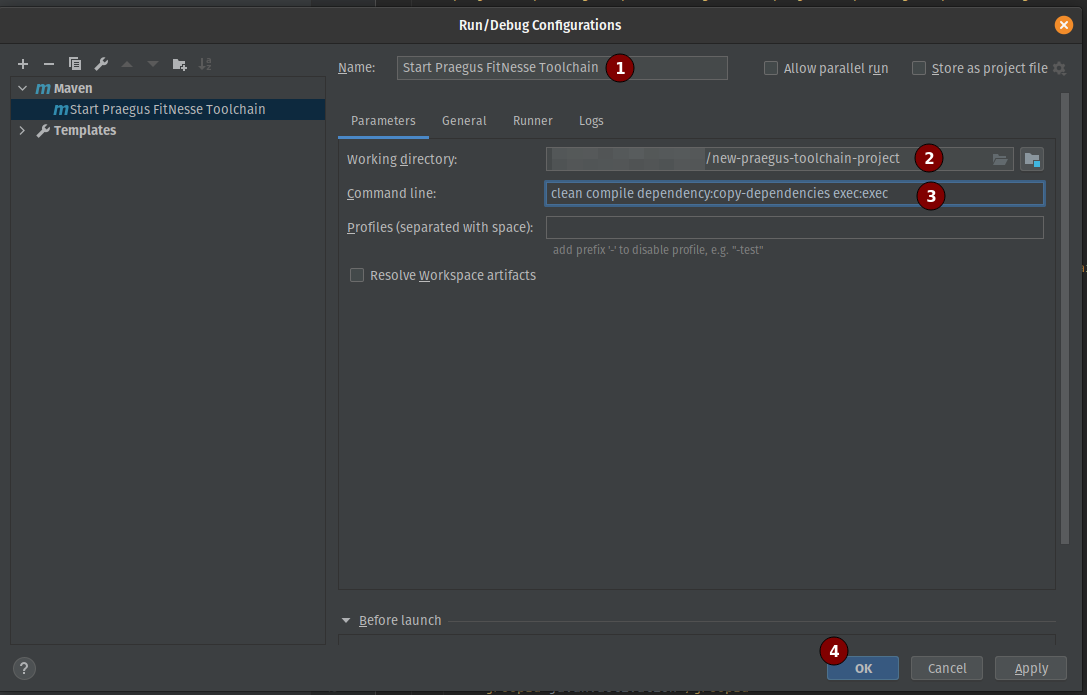 Run/Debug Configurations
Name: Start Praegus FitNesse Toolchain 1 Allow parallel run Store as project file
Maven
Start Praegus FitNesse Toolchain
Templates
Parameters General Runner Logs
Working directory: /new-praegus-toolchain-project 2
Command line: clean compile dependency:copy-dependencies exec:exec 3
Profiles (separated with space):
add prefix '-' to disable profile, e.g. "-test"
Resolve Workspace artifacts
Before launch
4
? OK Cancel Apply